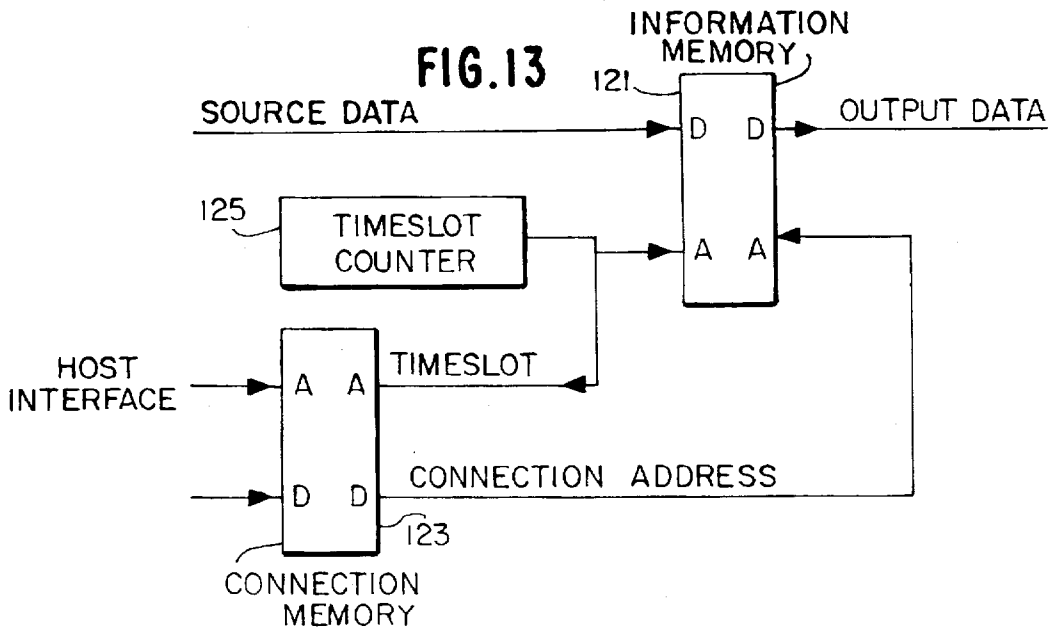 INFORMATION
MEMORY
FIG.13
121
SOURCE DATA
D D
OUTPUT DATA
125
TIMESLOT
COUNTER
A A
HOST
INTERFACE
A A
TIMESLOT
D D
CONNECTION ADDRESS
123
CONNECTION
MEMORY